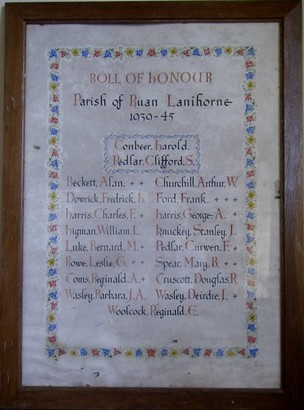 ROLL OF HONOUR
Parish of Ruan Lanihorne
1939-45
Conbeer, Harold.
Pedlar, Clifford, S.
Beckett, Alan. + + Churchill, Arthur, W.
Dowrick, Fredrick, H. Ford, Frank. + + +
Harris, Charles, E + Harris, George, A. +
Higman, William, L. Knuckey, Stanley, J.
Luke, Bernard, M. + Pedlar, Curwen, F. +
Rowe, Leslie, G. + + Spear, Mary, B. + +
Toms, Reginald, A. + Truscott, Douglas, R.
Wasley, Barbara, J.A. Wasley, Deirdre, J. +
Woolcock, Reginald, E.